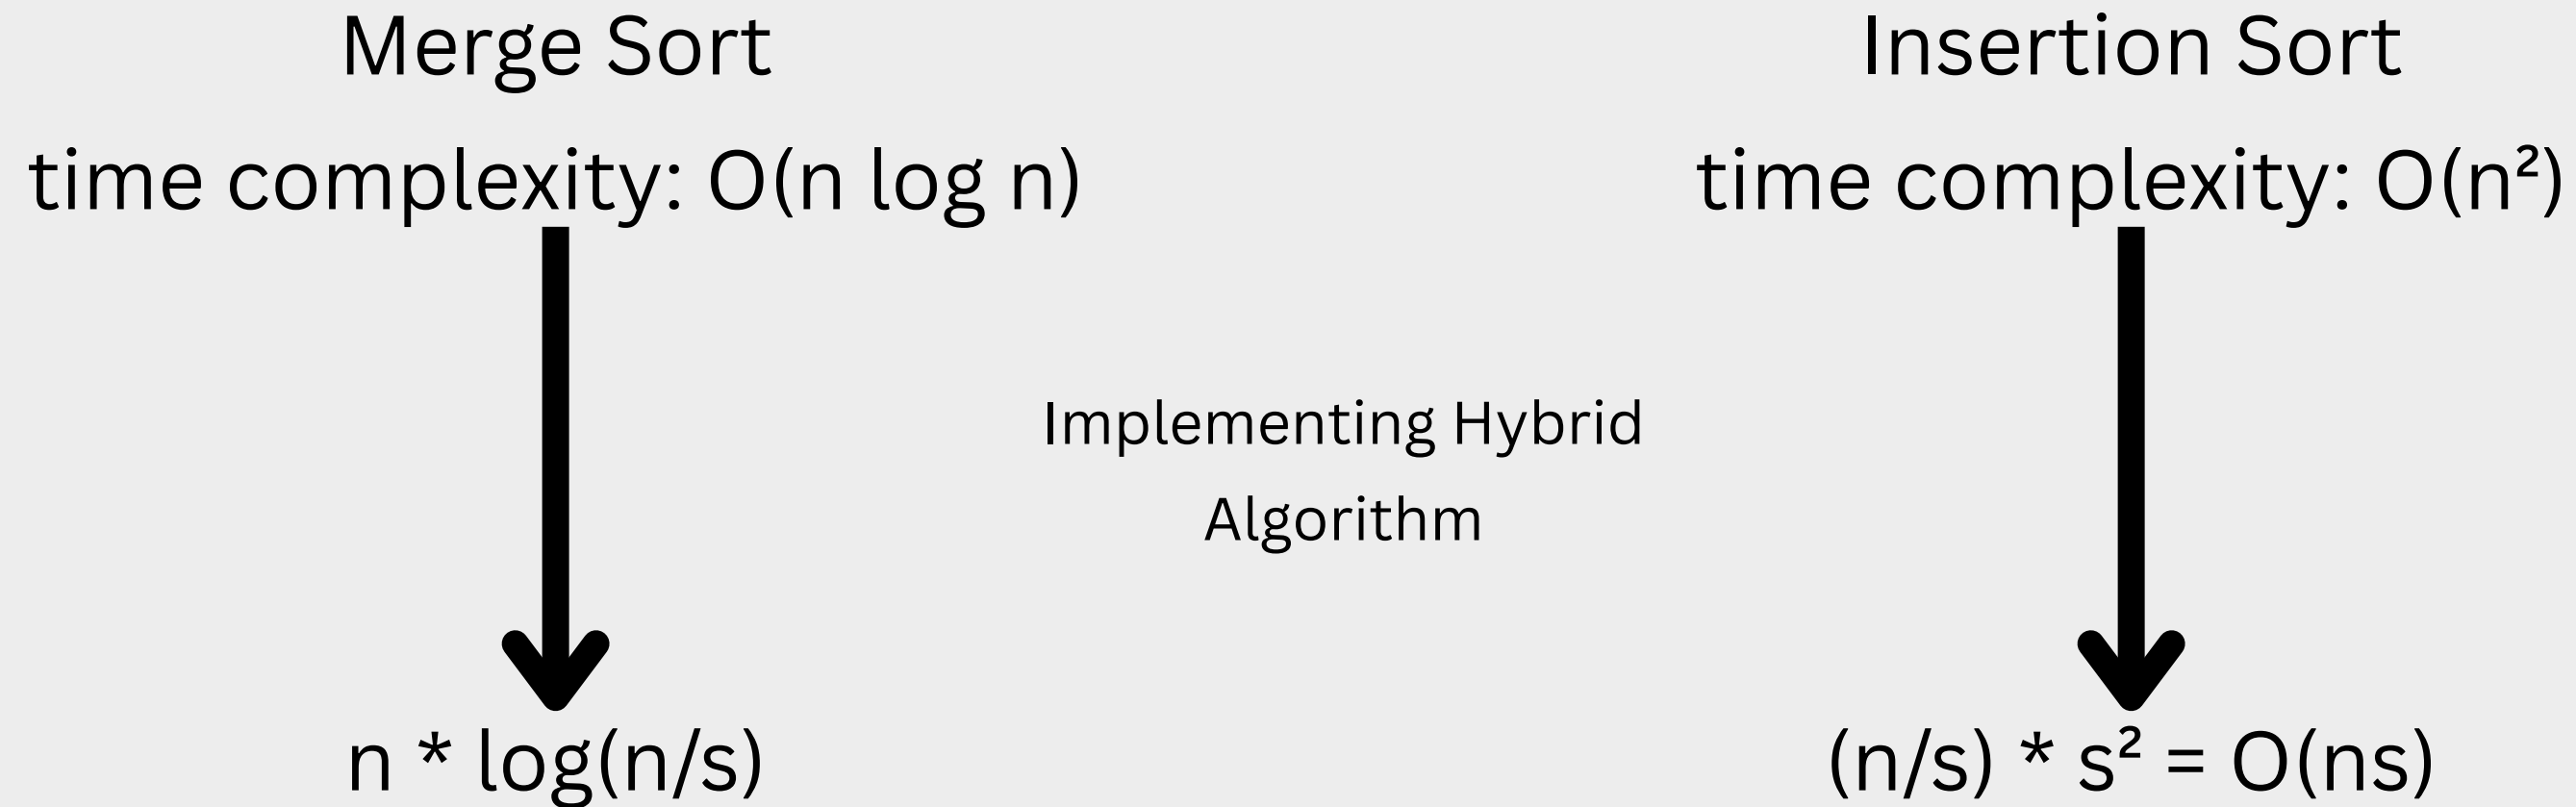 Merge Sort
time complexity: O(n log n)
Insertion Sort
time complexity: O(n²)
Implementing Hybrid
Algorithm
n * log(n/s)
(n/s) * s² = O(ns)